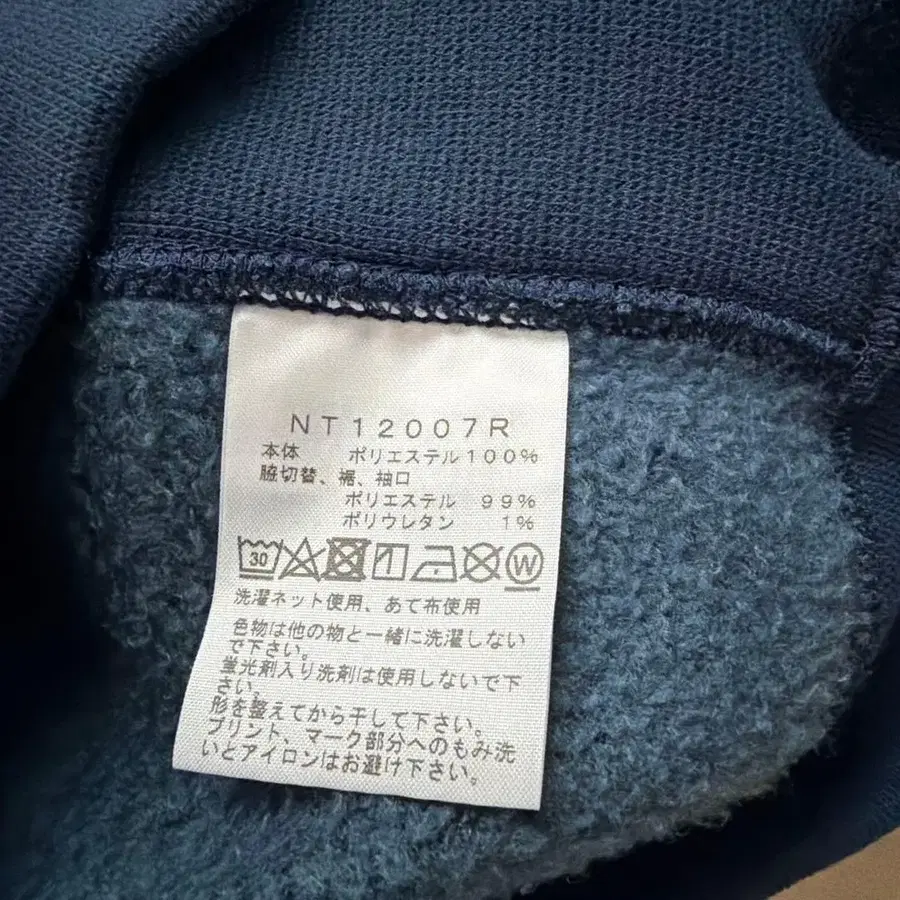 NT12007R
本体 ポリエステル100%
脇切替、裾、袖口
ポリエステル 99%
ポリウレタン 1%
30 W
洗濯ネット使用、あて布使用
色物は他の物と一緒に洗濯しない
で下さい。
蛍光剤入り洗剤は使用しないで下
さい。
形を整えてから干して下さい。
プリント、マーク部分へのもみ洗
いとアイロンはお避け下さい。